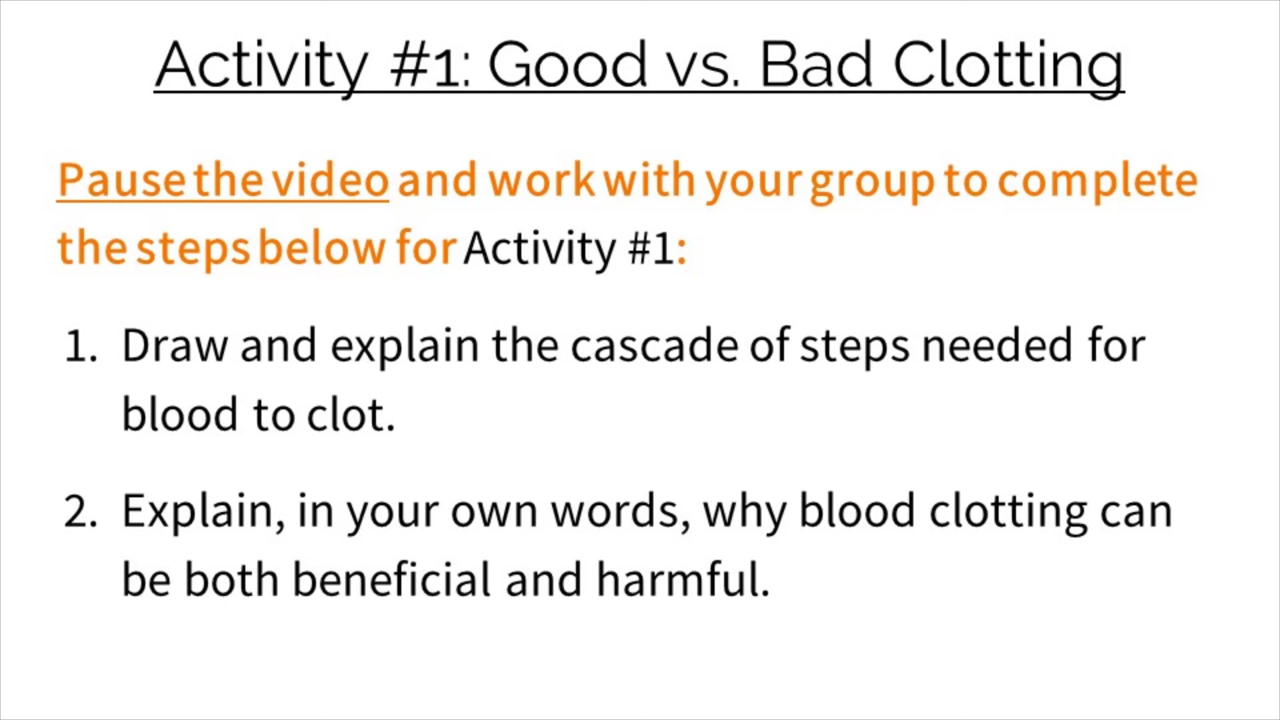 Activity #1: Good vs. Bad Clotting
Pause the video and work with your group to complete
the steps below for Activity #1:
1. Draw and explain the cascade of steps needed for
blood to clot.
2. Explain, in your own words, why blood clotting can
be both beneficial and harmful.